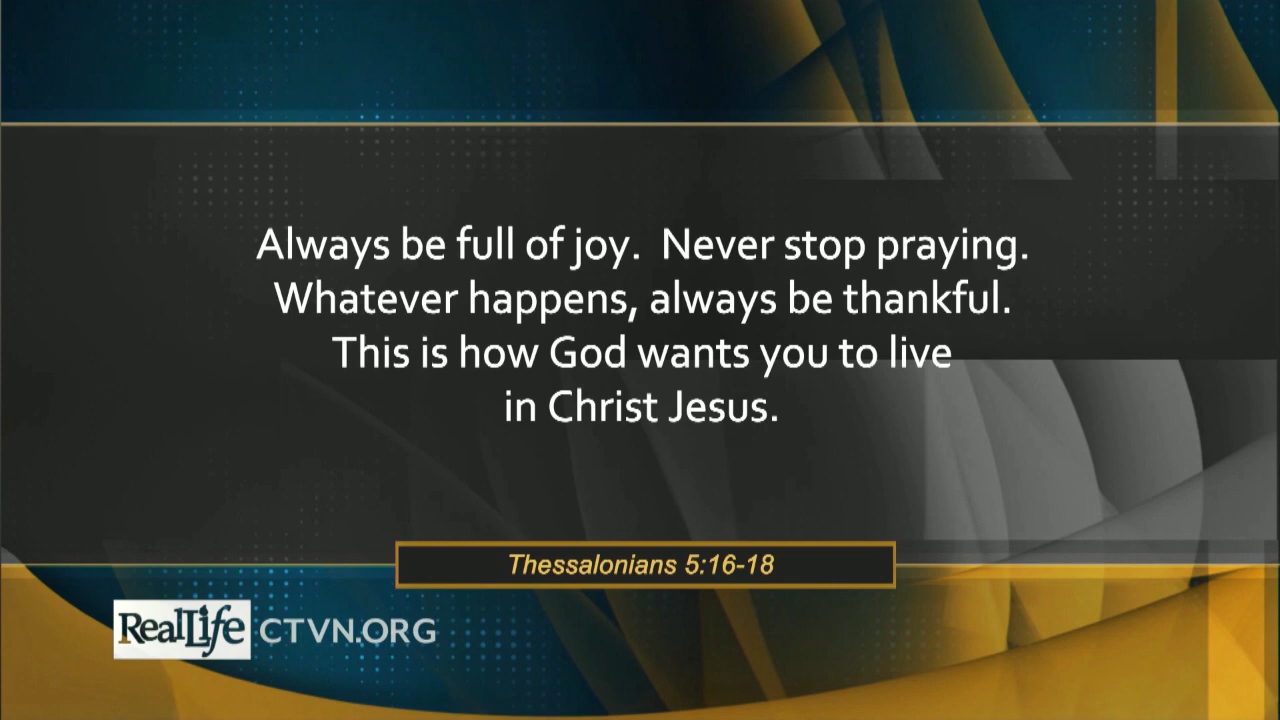 Always be full of joy.  Never stop praying.
Whatever happens, always be thankful.
This is how God wants you to live
in Christ Jesus.
Thessalonians 5:16-18
RealLife CTVN.ORG